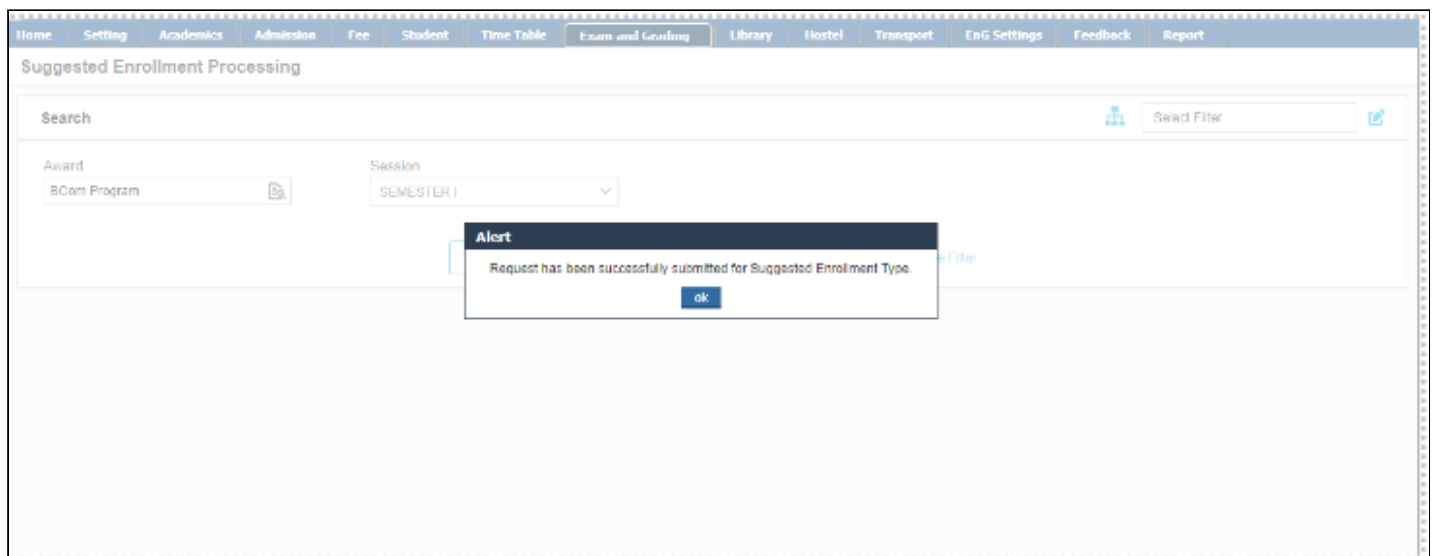 Home Setting Academics Admission Fee Student Time Table Exam and Grading Library Hostel Transport EnG Settings Feedback Report
Suggested Enrollment Processing
Search Select Filter
Award Session
BCom Program SEMESTER I
Alert
Request has been successfully submitted for Suggested Enrollment Type.
Filter
ok